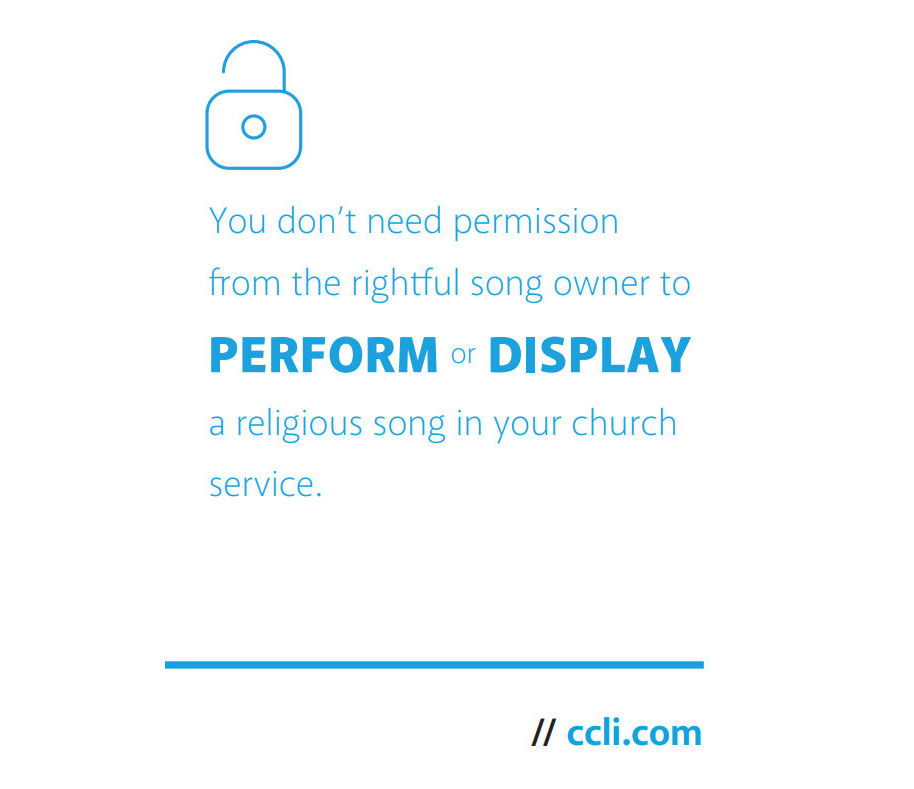 You don’t need permission
from the rightful song owner to
PERFORM or DISPLAY
a religious song in your church
service.
// ccli.com